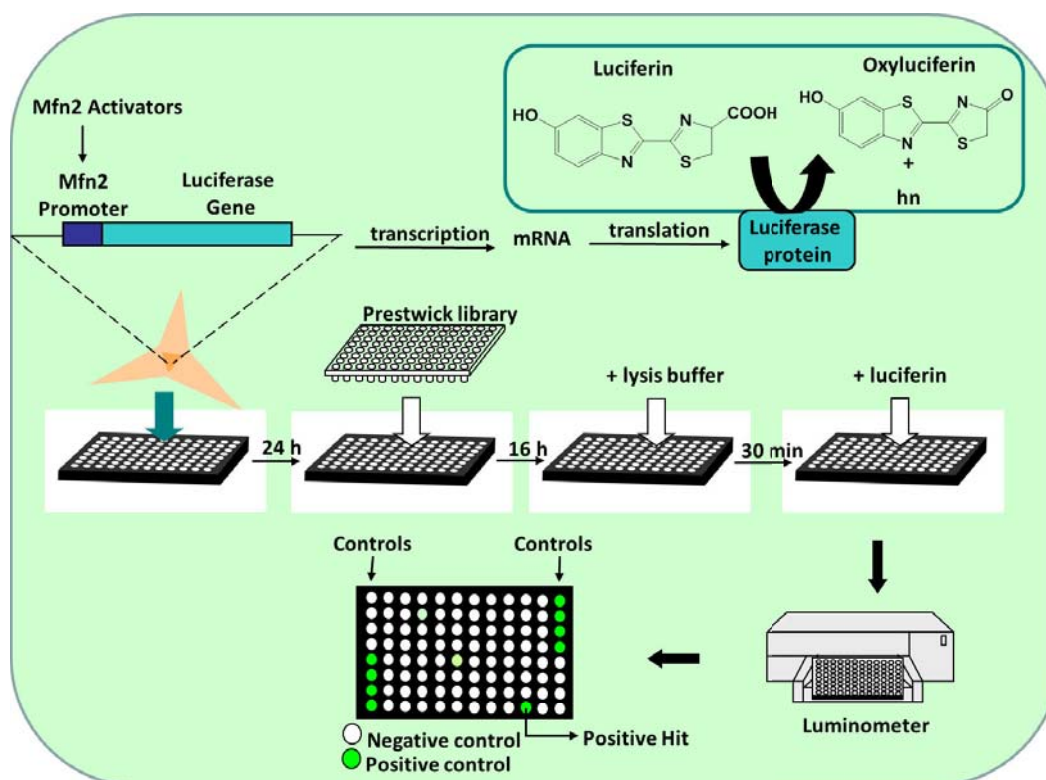 Mfn2 Activators
Mfn2
Promoter
Luciferase
Gene
transcription
mRNA
translation
Luciferase
protein
Luciferin
HO
S
N
N
S
COOH
Oxyluciferin
HO
S
N
N
S
O
+
hn
Prestwick library
+ lysis buffer
+ luciferin
24 h
16 h
30 min
Controls
Controls
Negative control
Positive control
Positive Hit
Luminometer